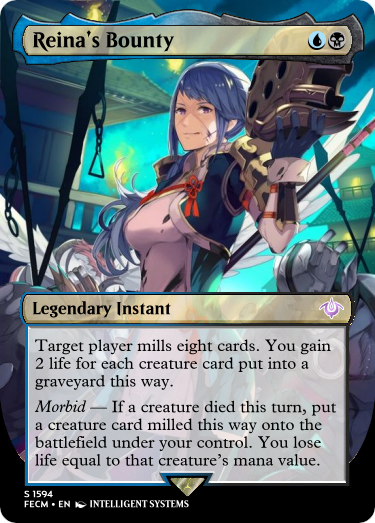 Reina's Bounty
Legendary Instant
Target player mills eight cards. You gain
2 life for each creature card put into a
graveyard this way.
Morbid — If a creature died this turn, put
a creature card milled this way onto the
battlefield under your control. You lose
life equal to that creature's mana value.
S 1594
FECM • EN INTELLIGENT SYSTEMS